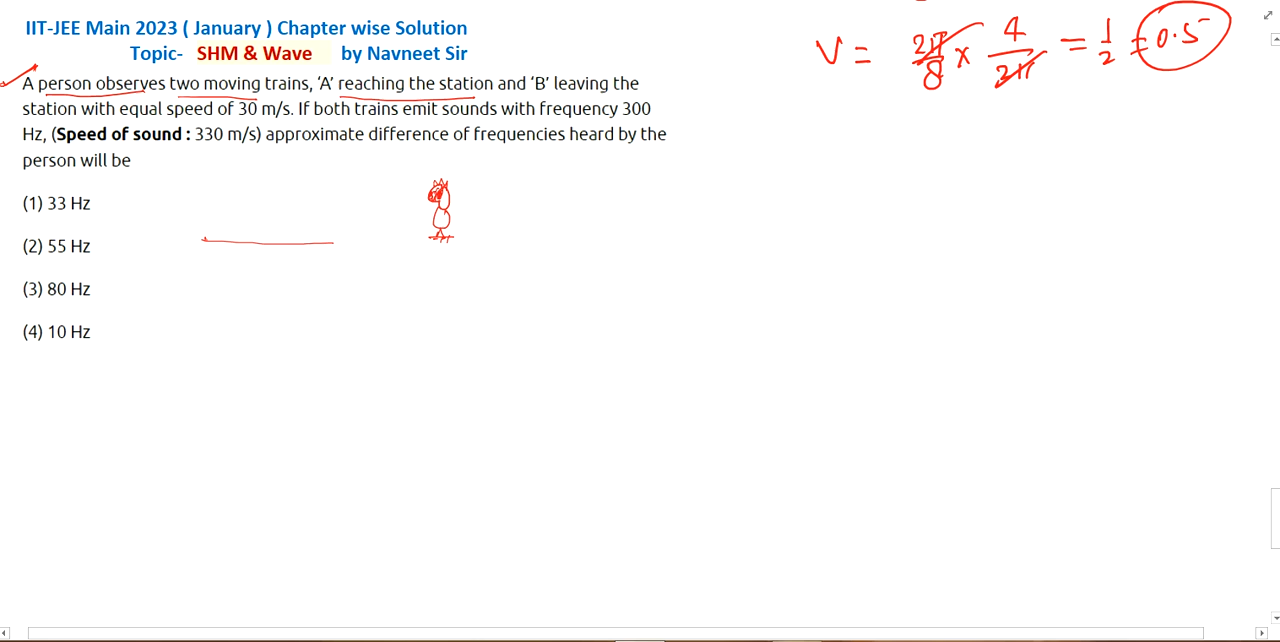 IIT-JEE Main 2023 ( January ) Chapter wise Solution
Topic- SHM & Wave by Navneet Sir
A person observes two moving trains, ‘A’ reaching the station and ‘B’ leaving the
station with equal speed of 30 m/s. If both trains emit sounds with frequency 300
Hz, (Speed of sound : 330 m/s) approximate difference of frequencies heard by the
person will be
(1) 33 Hz
(2) 55 Hz
(3) 80 Hz
(4) 10 Hz
V = 2π/8 × 4/2π = 1/2 = 0.5